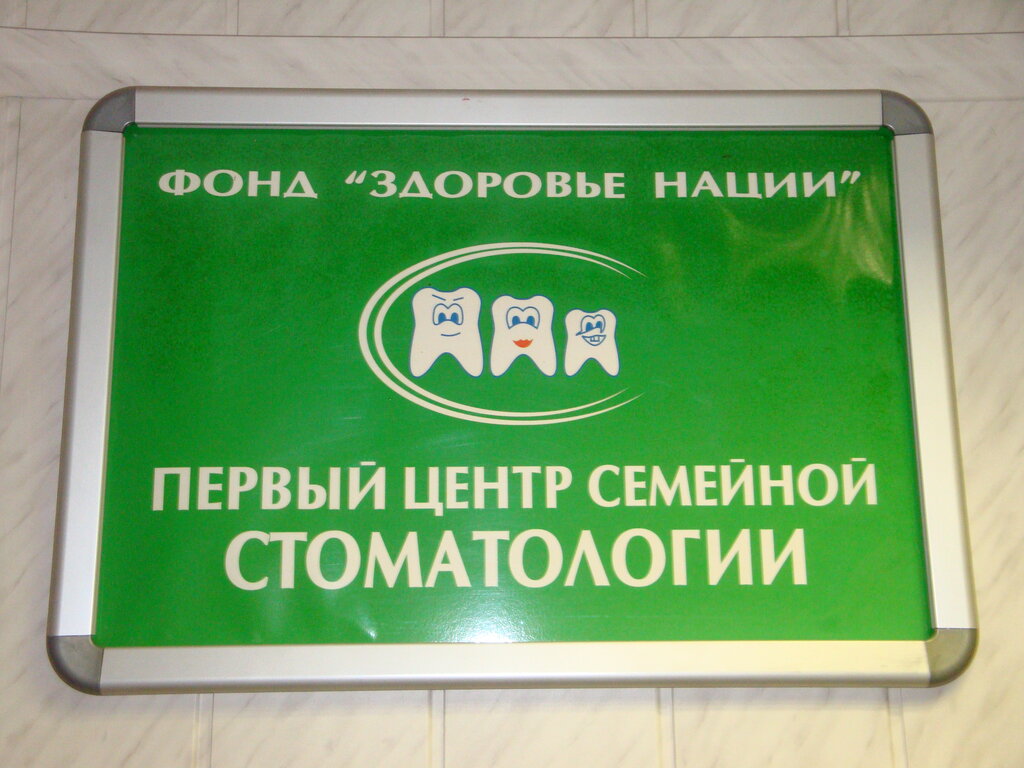 ФОНД “ЗДОРОВЬЕ НАЦИИ”
ПЕРВЫЙ ЦЕНТР СЕМЕЙНОЙ
СТОМАТОЛОГИИ